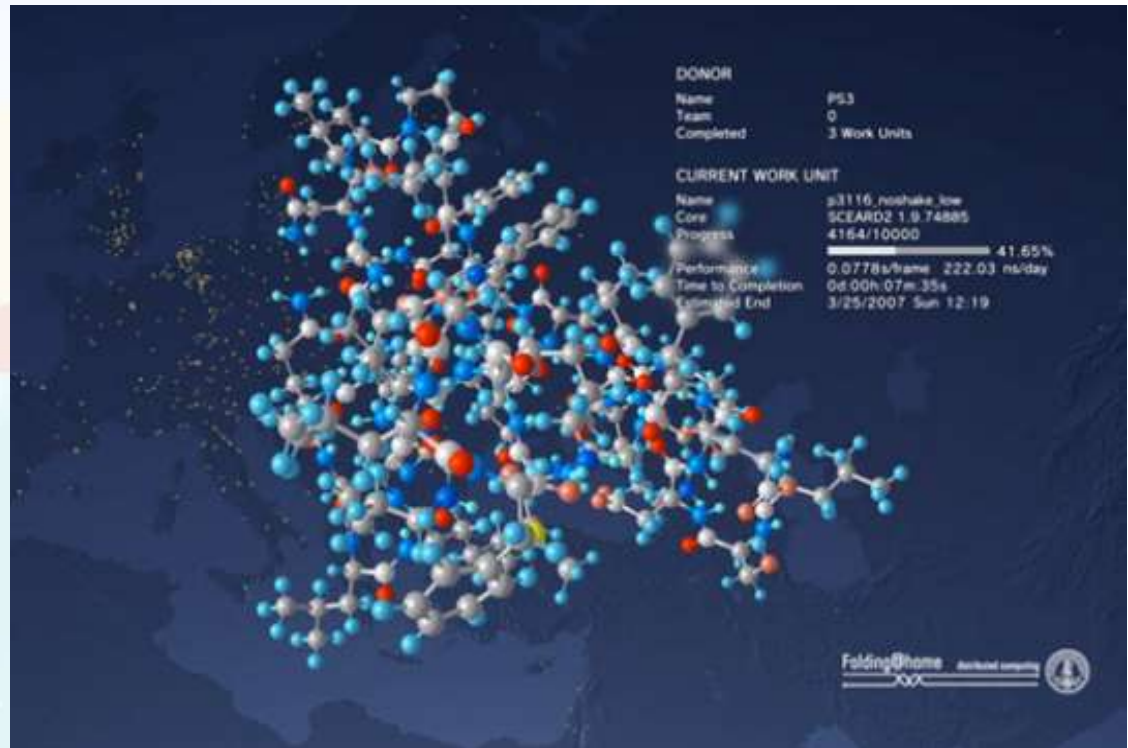 DONOR
Name PS3
Team 0
Completed 3 Work Units
CURRENT WORK UNIT
Name p3116_noshake_low
Core SCEARD2 1.9.74885
Progress 4164/10000
41.65%
Performance 0.0778s/frame 222.03 ns/day
Time to Completion 0d:00h:07m:35s
Estimated End 3/25/2007 Sun 12:19
Folding@home distributed computing